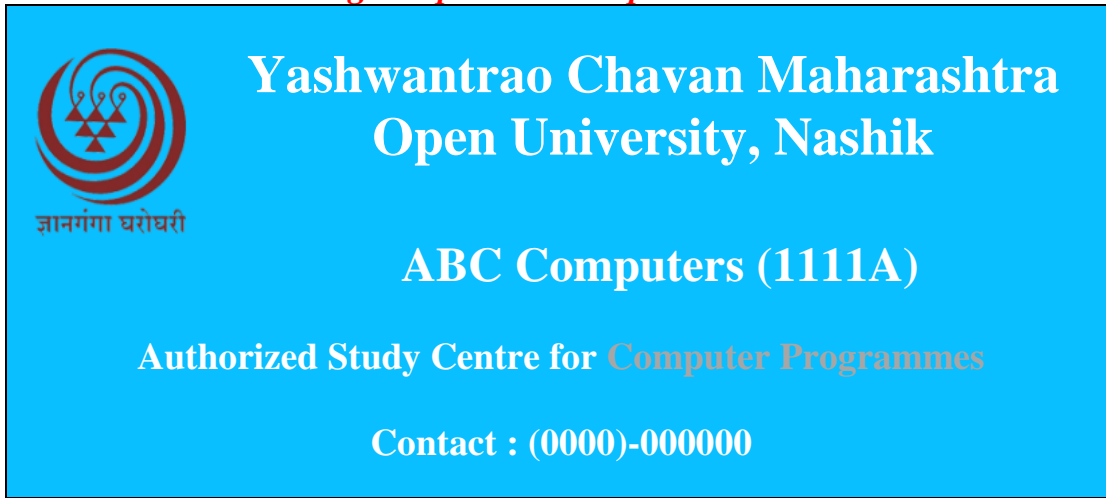 Yashwantrao Chavan Maharashtra
Open University, Nashik
ज्ञानगंगा घरोघरी
ABC Computers (1111A)
Authorized Study Centre for Computer Programmes
Contact : (0000)-000000